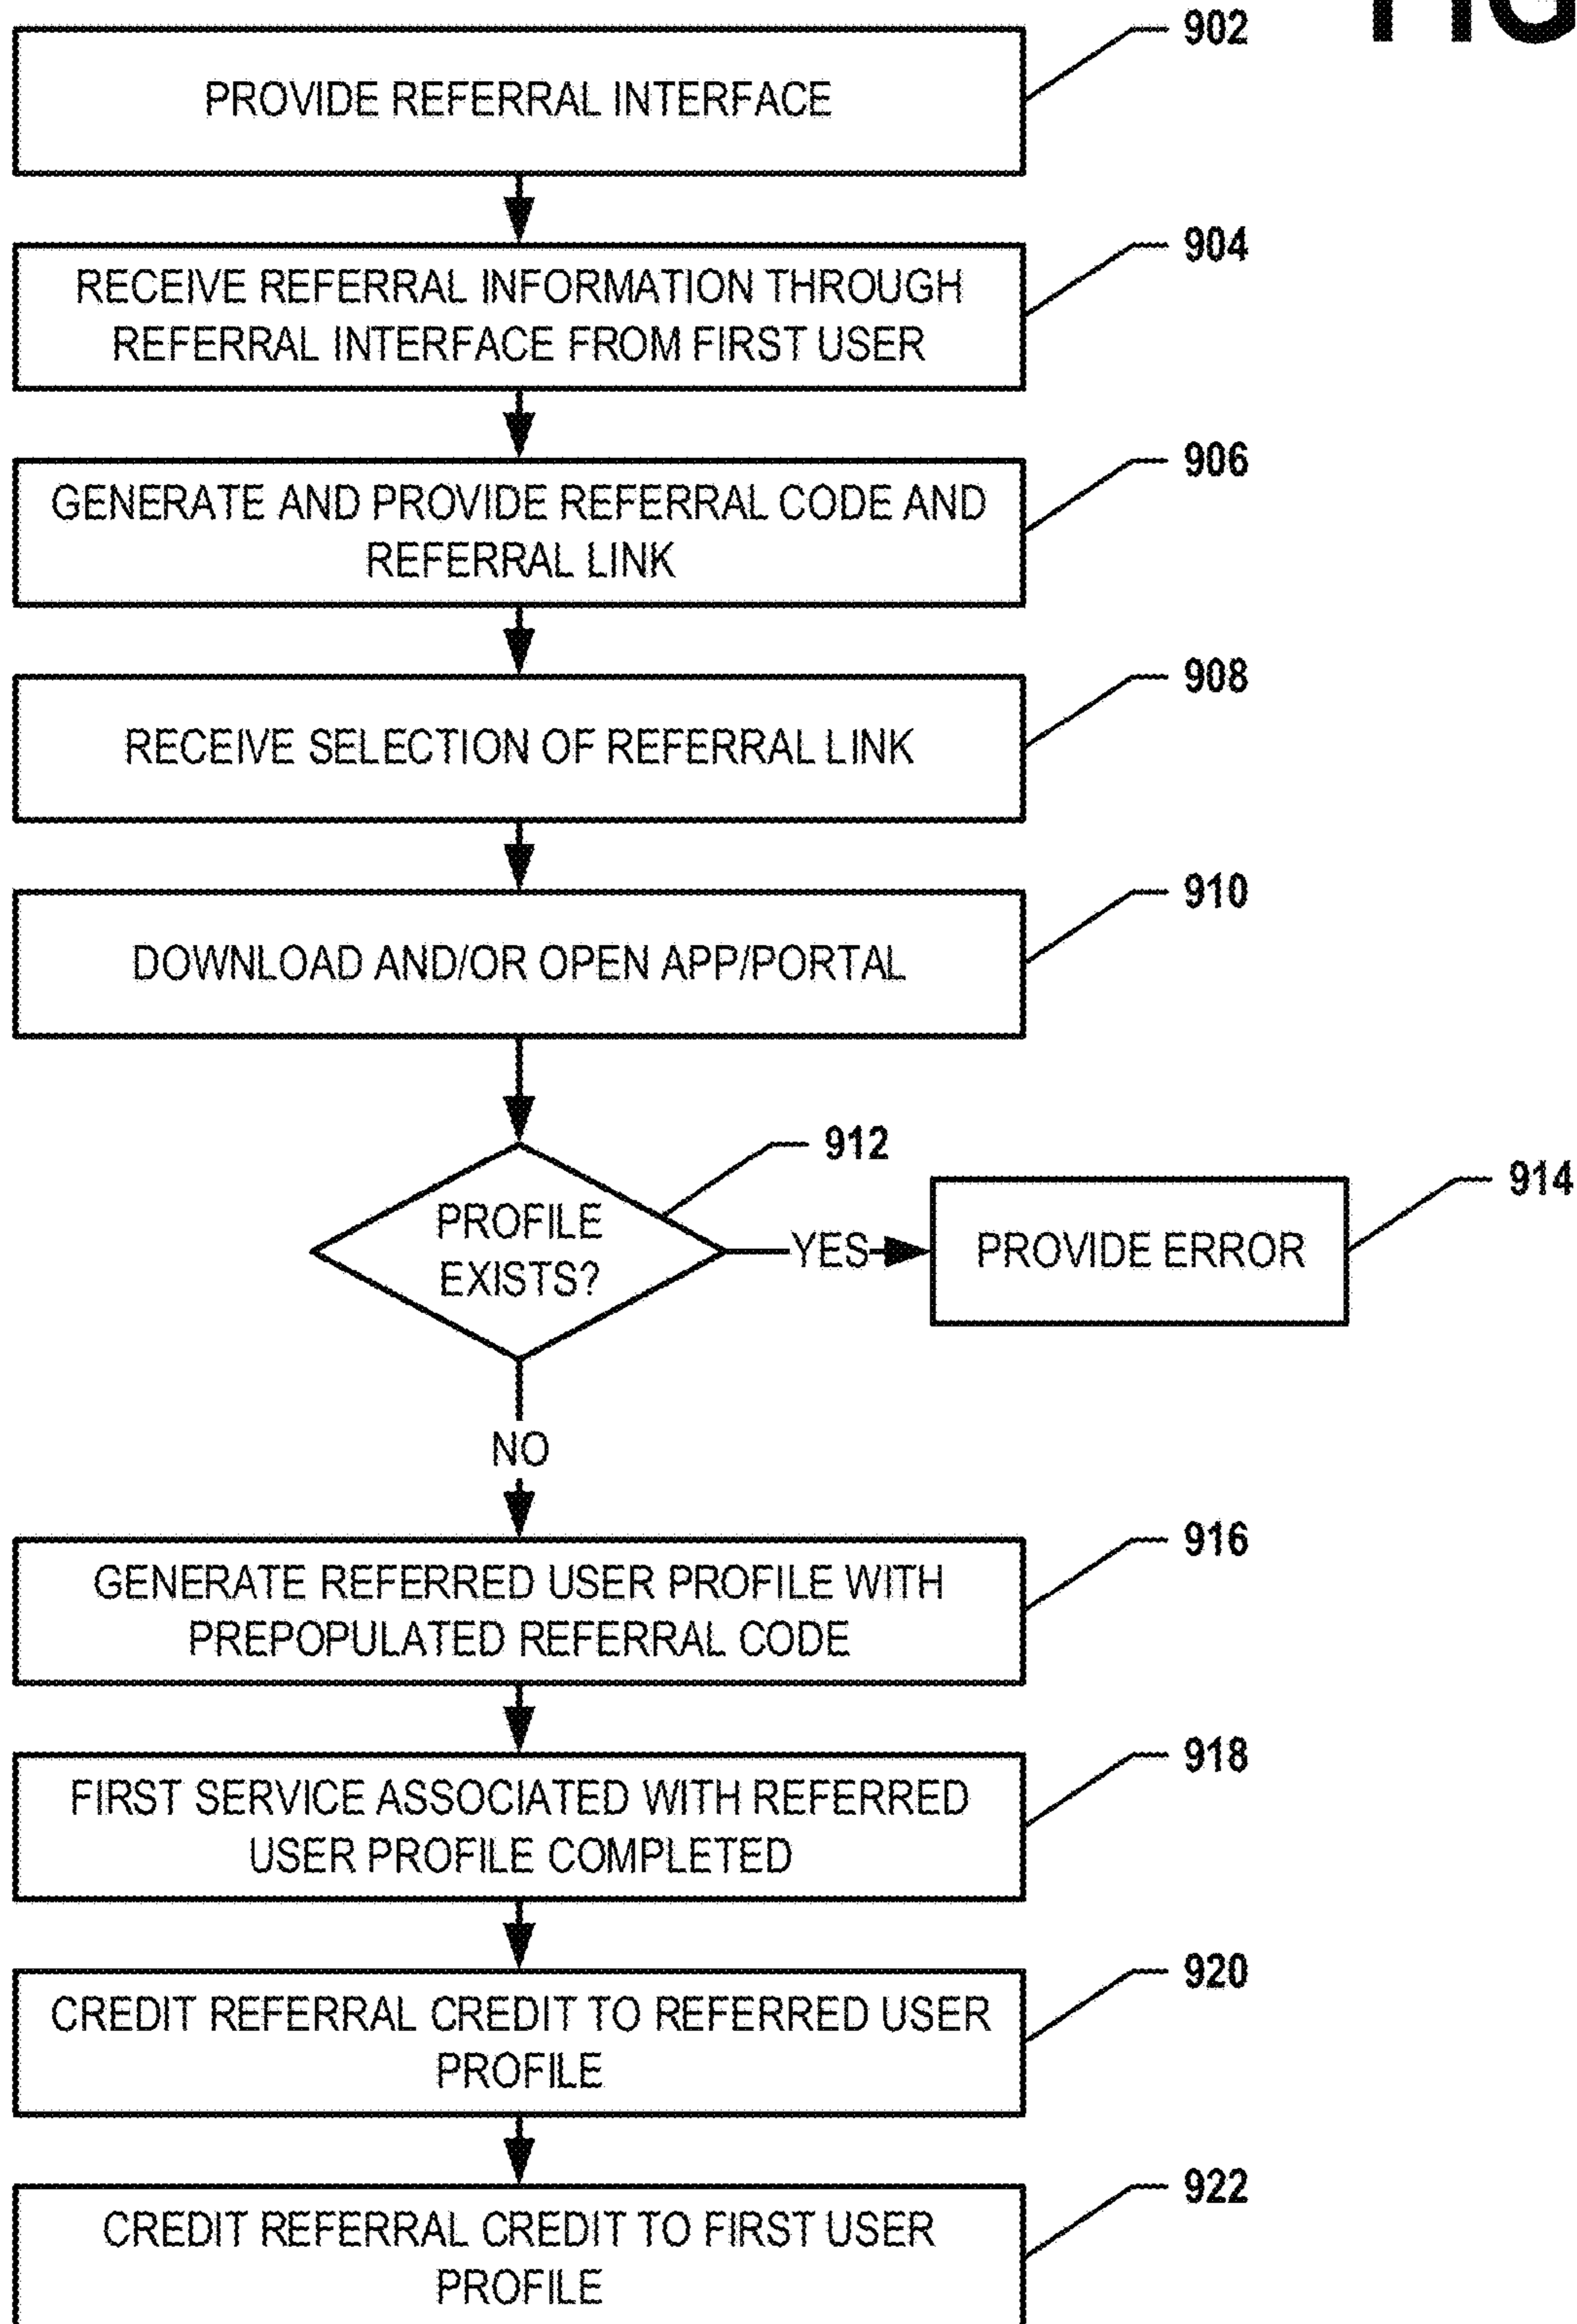 FIG
902
PROVIDE REFERRAL INTERFACE
904
RECEIVE REFERRAL INFORMATION THROUGH
REFERRAL INTERFACE FROM FIRST USER
906
GENERATE AND PROVIDE REFERRAL CODE AND
REFERRAL LINK
908
RECEIVE SELECTION OF REFERRAL LINK
910
DOWNLOAD AND/OR OPEN APP/PORTAL
912
PROFILE
EXISTS?
YES
914
PROVIDE ERROR
NO
916
GENERATE REFERRED USER PROFILE WITH
PREPOPULATED REFERRAL CODE
918
FIRST SERVICE ASSOCIATED WITH REFERRED
USER PROFILE COMPLETED
920
CREDIT REFERRAL CREDIT TO REFERRED USER
PROFILE
922
CREDIT REFERRAL CREDIT TO FIRST USER
PROFILE